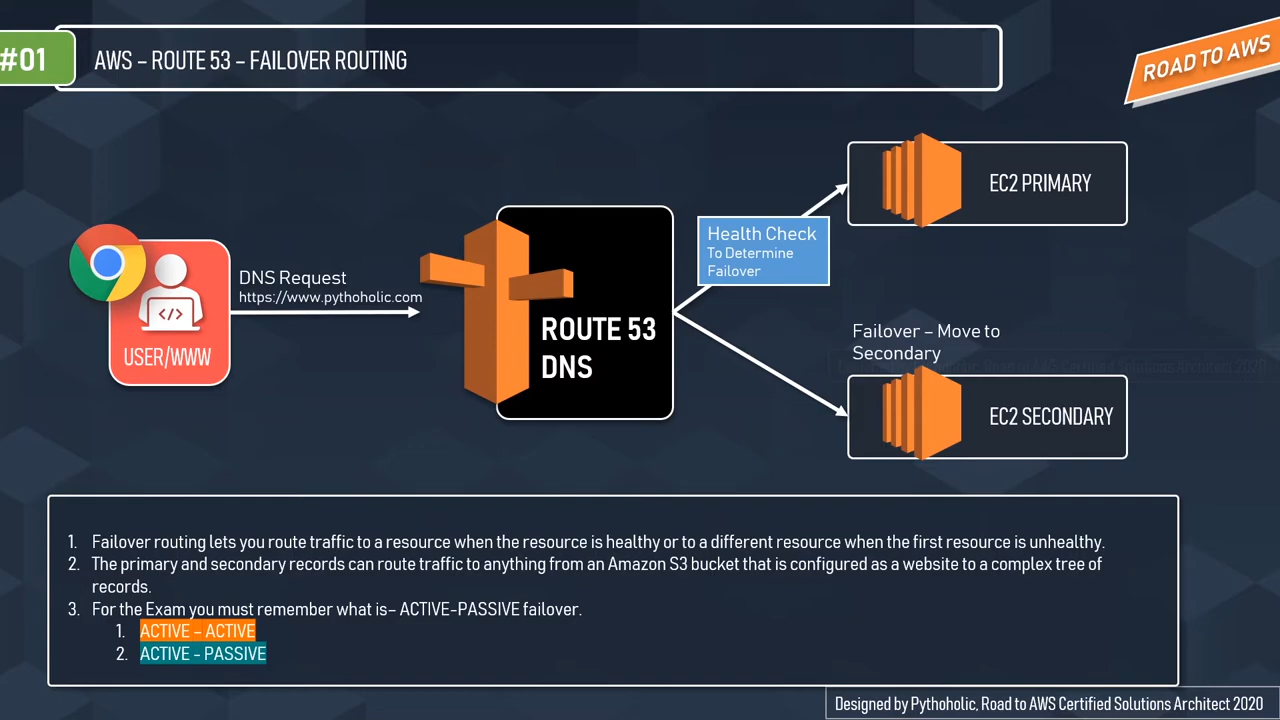 #01
AWS – ROUTE 53 – FAILOVER ROUTING
ROAD TO AWS
EC2 PRIMARY
Health Check
To Determine
Failover
DNS Request
https://www.pythoholic.com
ROUTE 53
DNS
USER/WWW
Failover – Move to
Secondary
EC2 SECONDARY
1. Failover routing lets you route traffic to a resource when the resource is healthy or to a different resource when the first resource is unhealthy.
2. The primary and secondary records can route traffic to anything from an Amazon S3 bucket that is configured as a website to a complex tree of
records.
3. For the Exam you must remember what is– ACTIVE-PASSIVE failover.
1. ACTIVE – ACTIVE
2. ACTIVE - PASSIVE
Designed by Pythoholic, Road to AWS Certified Solutions Architect 2020